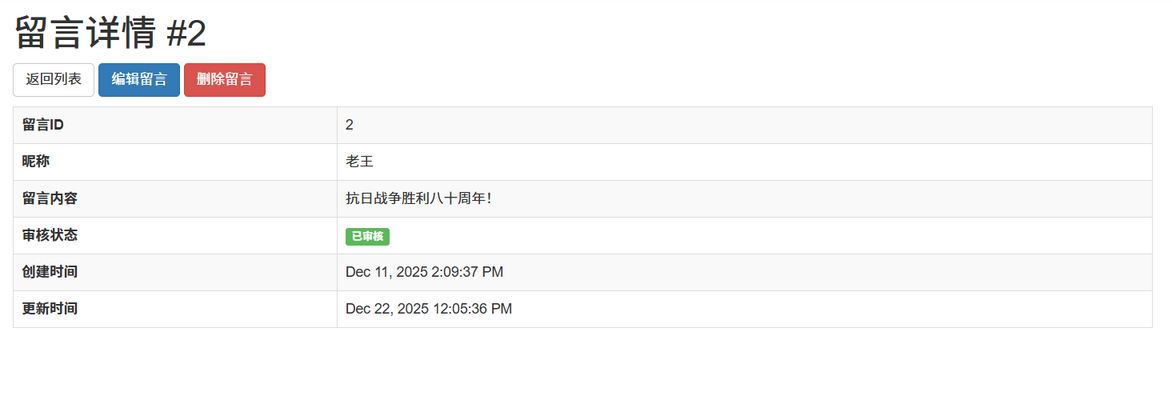 留言详情 #2
返回列表 编辑留言 删除留言
留言ID 2
昵称 老王
留言内容 抗日战争胜利八十周年！
审核状态 已审核
创建时间 Dec 11, 2025 2:09:37 PM
更新时间 Dec 22, 2025 12:05:36 PM